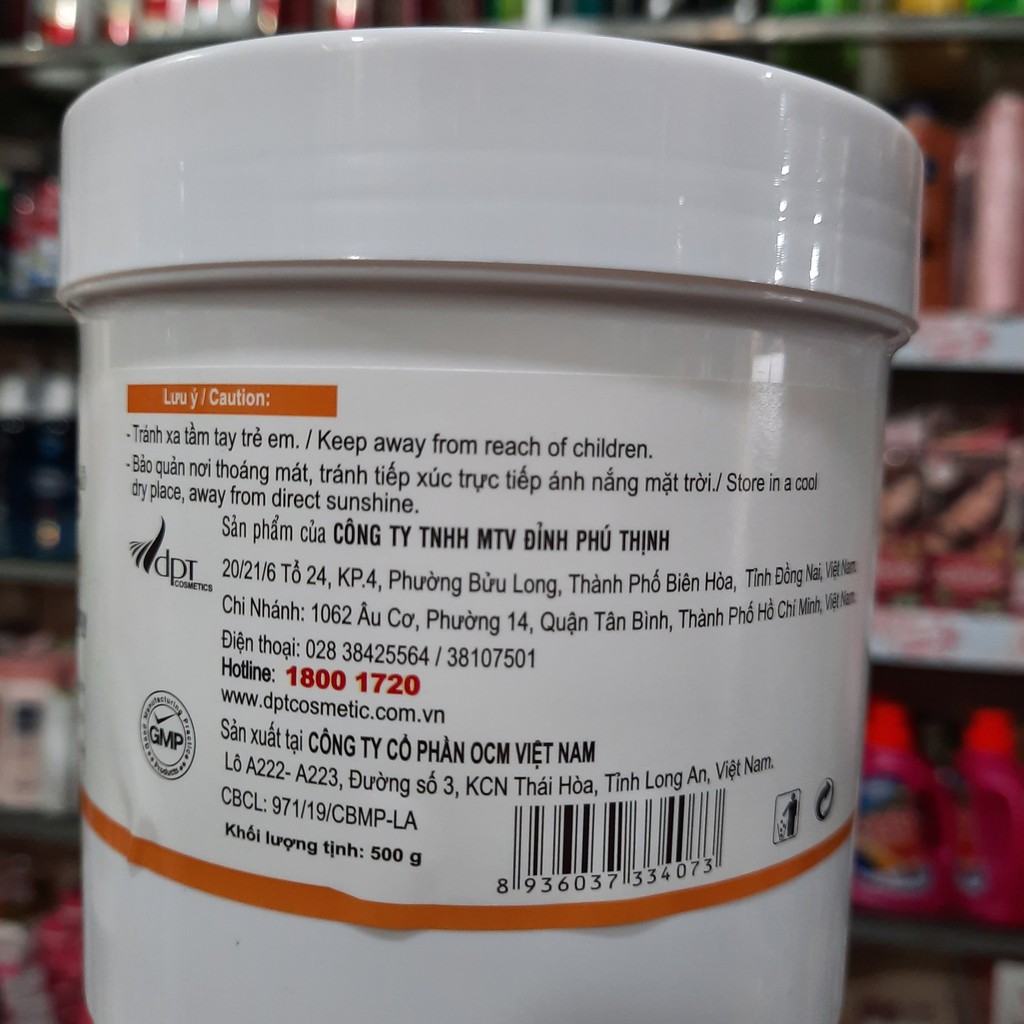 Lưu ý / Caution:
- Tránh xa tầm tay trẻ em. / Keep away from reach of children.
- Bảo quản nơi thoáng mát, tránh tiếp xúc trực tiếp ánh nắng mặt trời./ Store in a cool
dry place, away from direct sunshine.
Sản phẩm của CÔNG TY TNHH MTV ĐỈNH PHÚ THỊNH
dpt
COSMETICS
20/21/6 Tổ 24, KP.4, Phường Bửu Long, Thành Phố Biên Hòa, Tỉnh Đồng Nai, Việt Nam.
Chi Nhánh: 1062 Âu Cơ, Phường 14, Quận Tân Bình, Thành Phố Hồ Chí Minh, Việt Nam.
Điện thoại: 028 38425564 / 38107501
Hotline: 1800 1720
www.dptcosmetic.com.vn
Good Manufacturing Practice
GMP
Products
Sản xuất tại CÔNG TY CỔ PHẦN OCM VIỆT NAM
Lô A222- A223, Đường số 3, KCN Thái Hòa, Tỉnh Long An, Việt Nam.
CBCL: 971/19/CBMP-LA
Khối lượng tịnh: 500 g
8 936037 334073